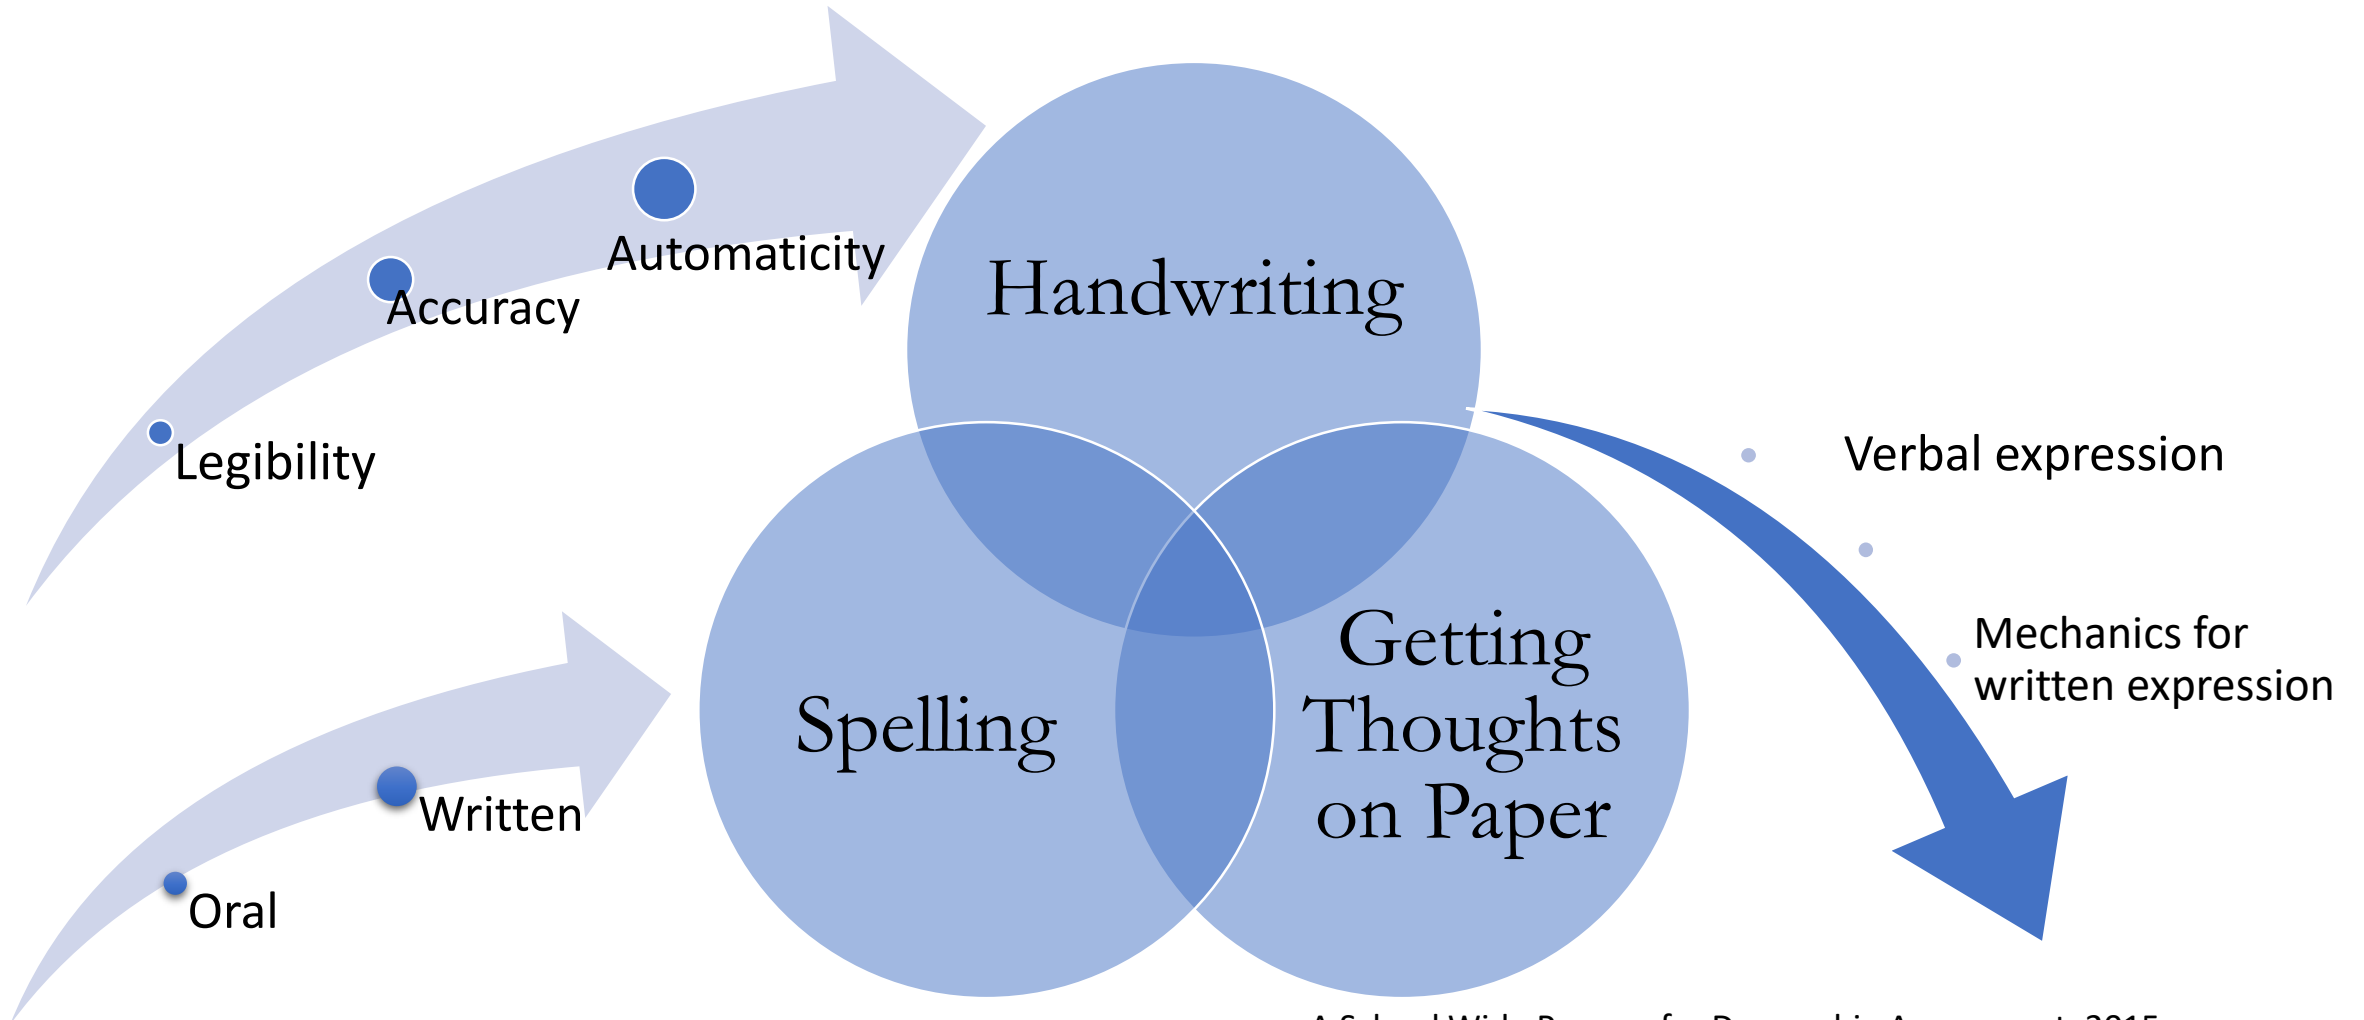 Automaticity
Accuracy
Legibility
Handwriting
Verbal expression
Mechanics for
written expression
Getting
Thoughts
on Paper
Spelling
Written
Oral